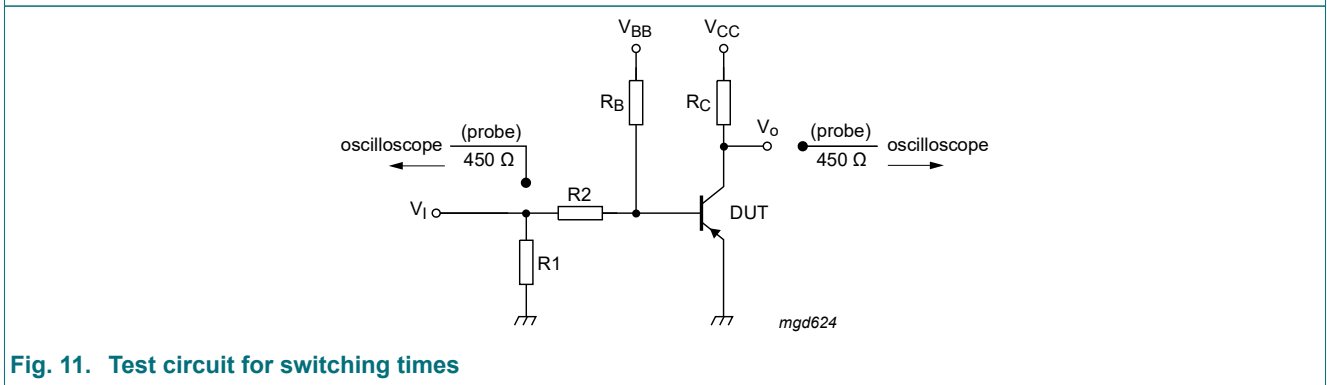 VBB VCC
RB RC
Vo
oscilloscope (probe) 450 Ω
(probe) 450 Ω oscilloscope
R2
VI
DUT
R1
mgd624
Fig. 11. Test circuit for switching times